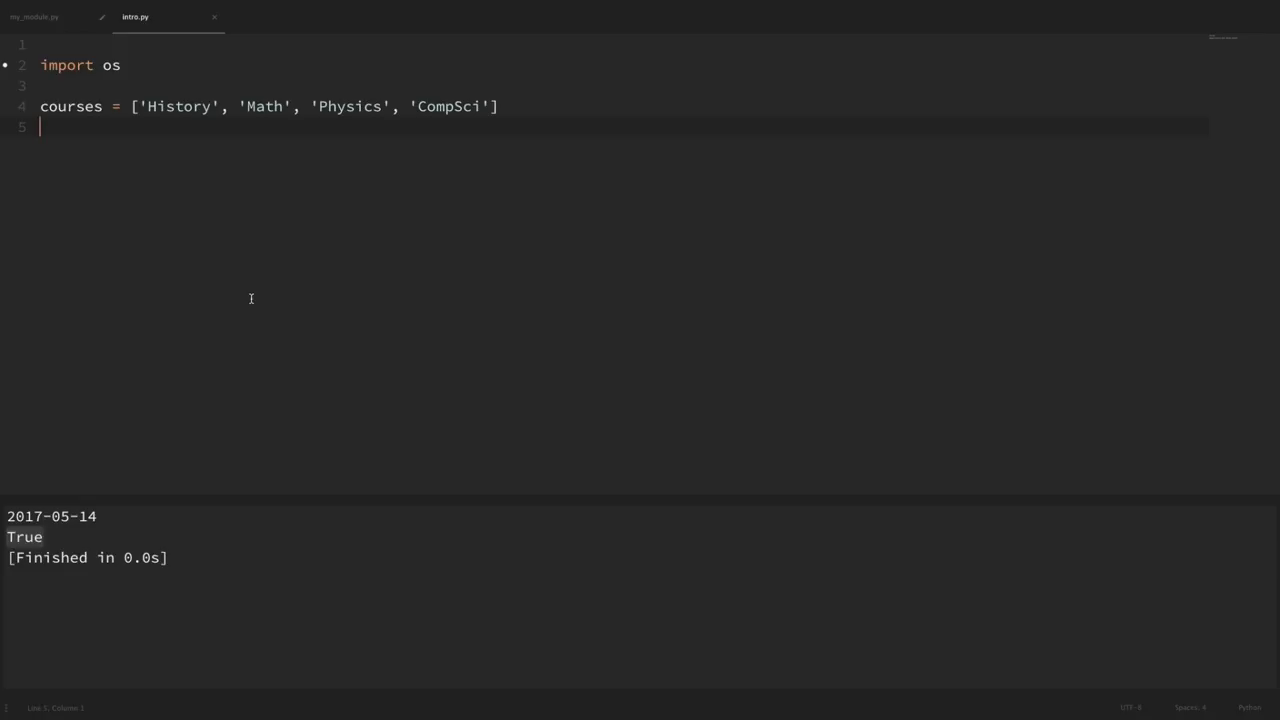 my_module.py intro.py ×
1
2 import os
3
4 courses = ['History', 'Math', 'Physics', 'CompSci']
5
2017-05-14
True
[Finished in 0.0s]
Line 5, Column 1 UTF-8 Spaces: 4 Python